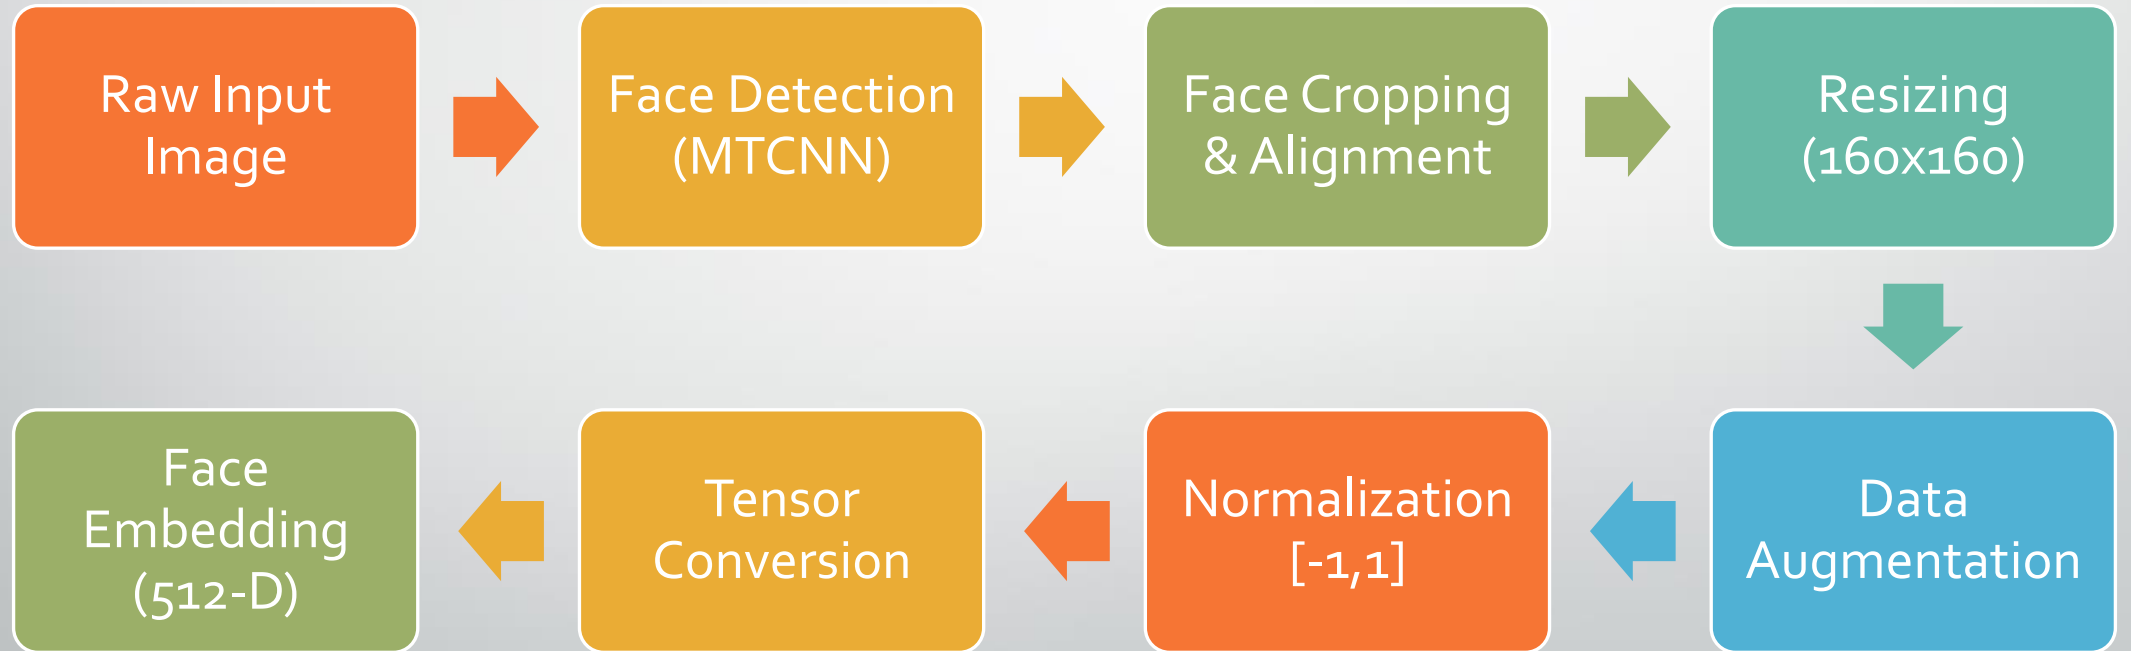 Raw Input
Image
Face Detection
(MTCNN)
Face Cropping
& Alignment
Resizing
(160x160)
Data
Augmentation
Normalization
[-1,1]
Tensor
Conversion
Face
Embedding
(512-D)